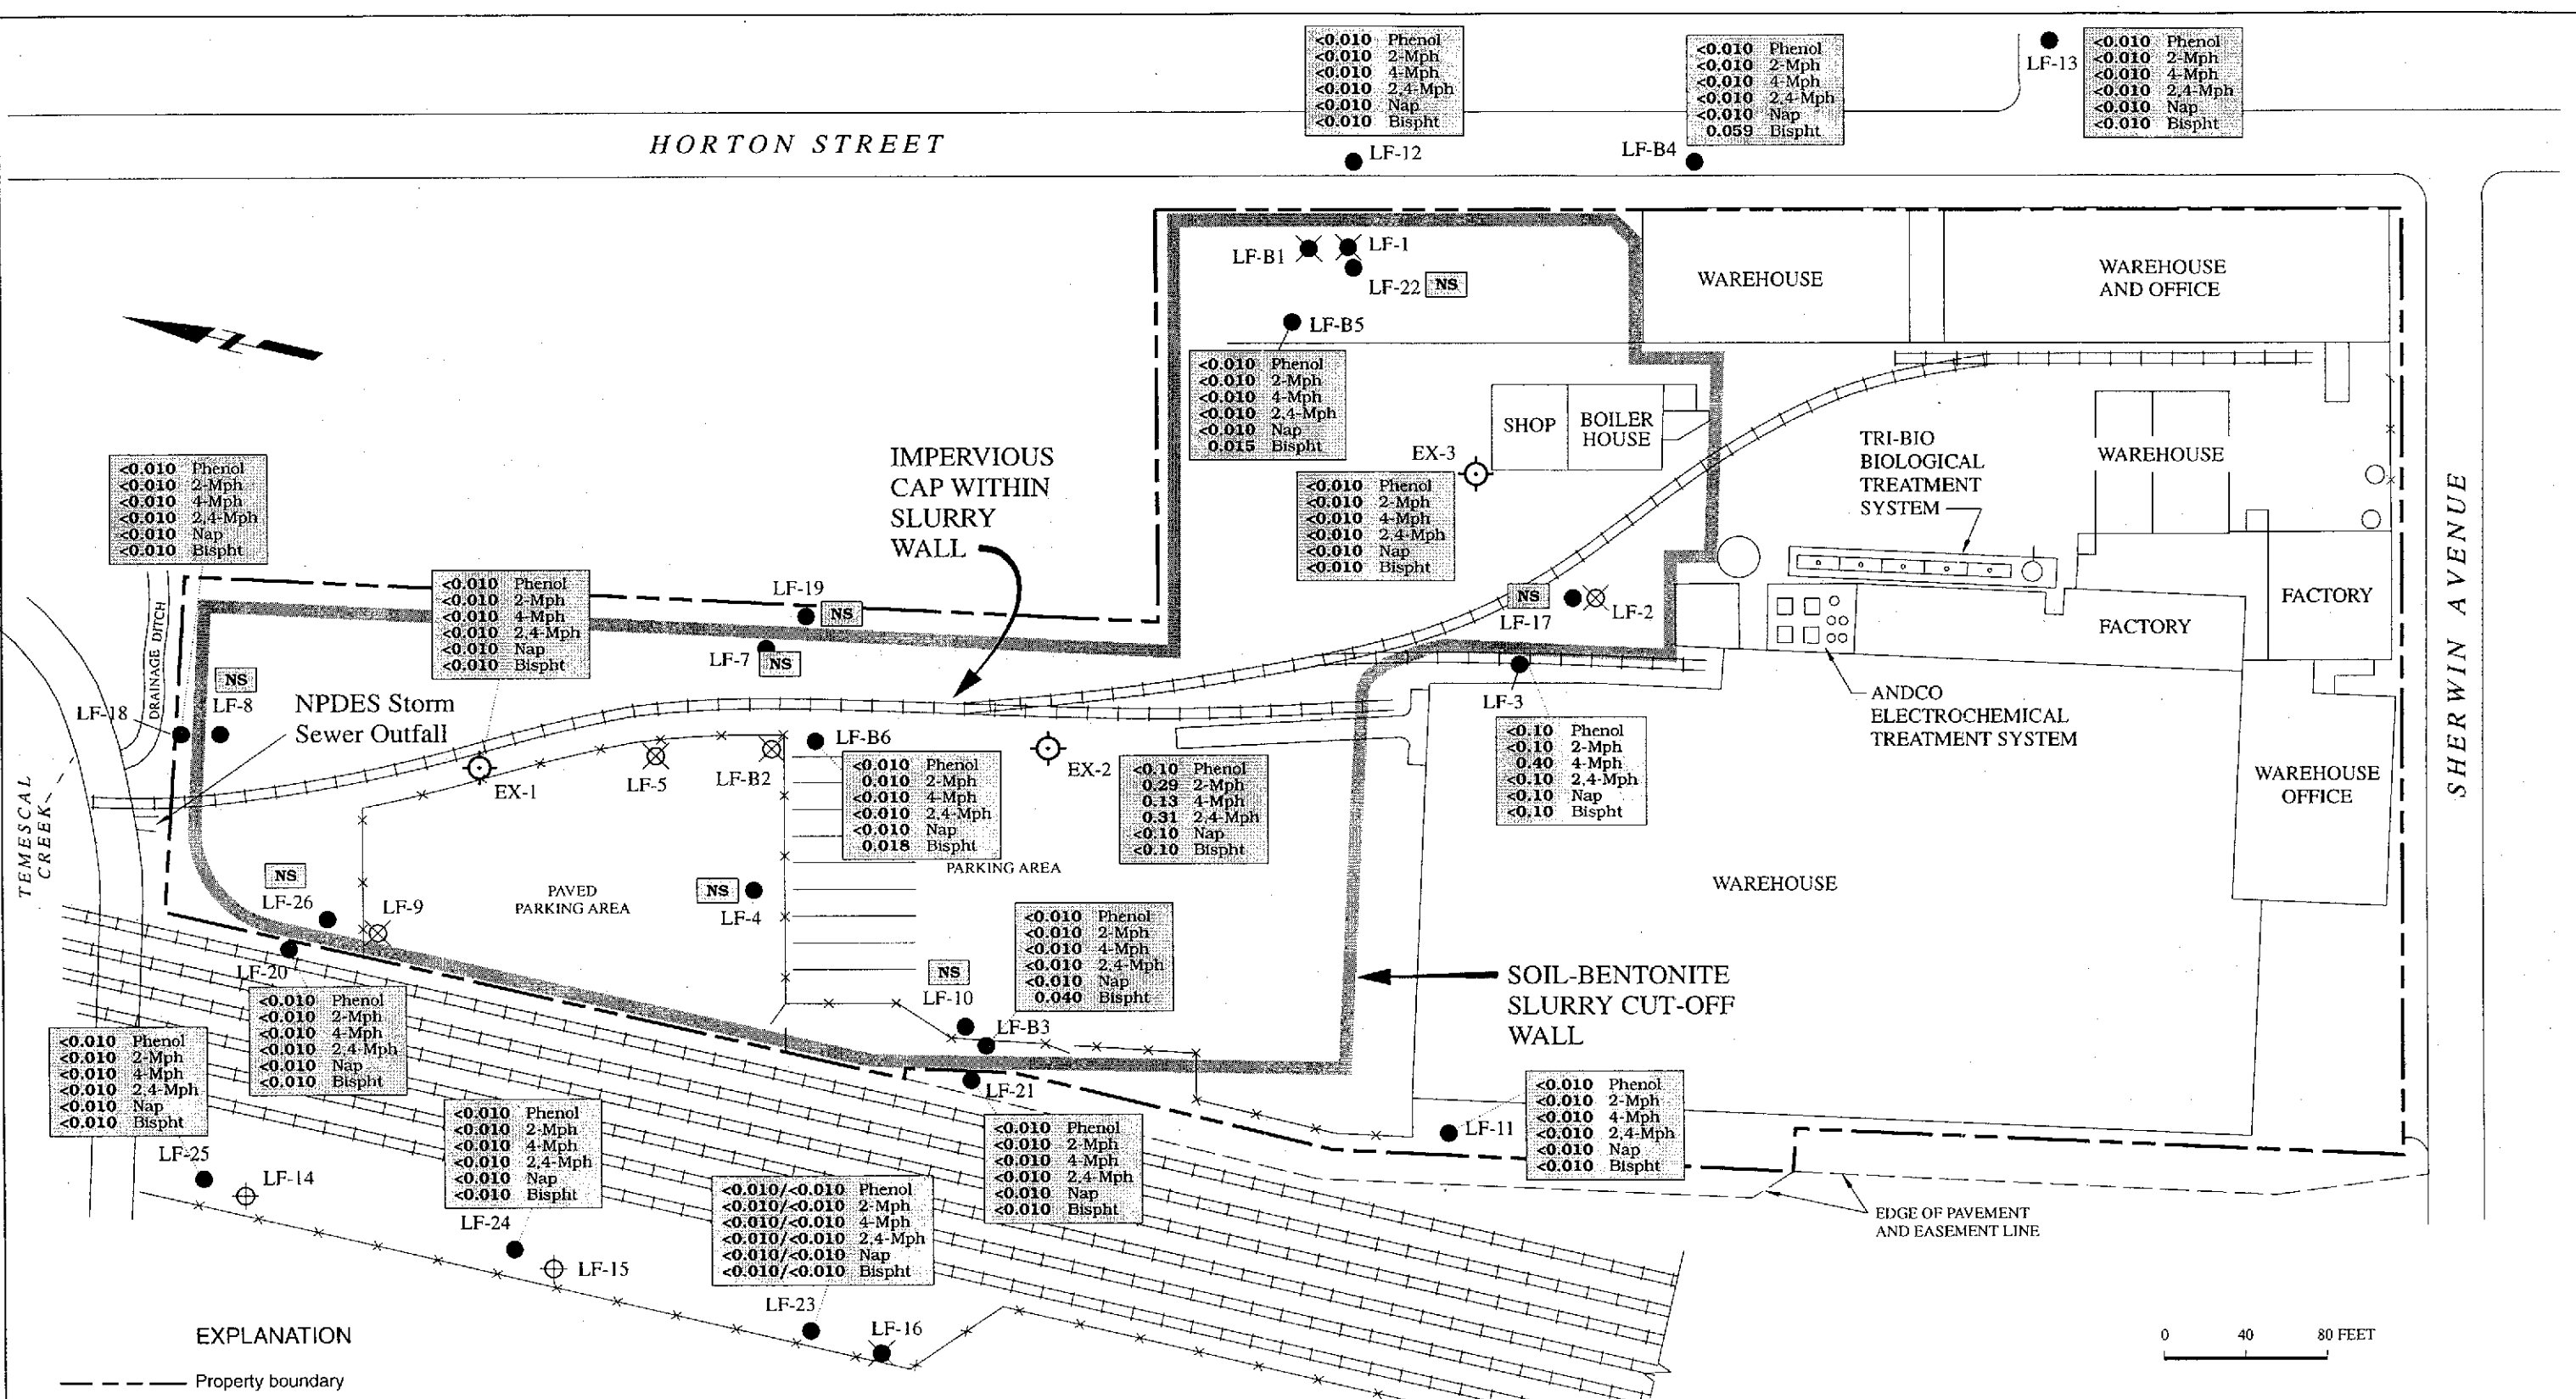 <0.010 Phenol
<0.010 2-Mph
<0.010 4-Mph
<0.010 2,4-Mph
<0.010 Nap
<0.010 Bispht
LF-12
<0.010 Phenol
<0.010 2-Mph
<0.010 4-Mph
<0.010 2,4-Mph
<0.010 Nap
0.059 Bispht
LF-B4
LF-13
<0.010 Phenol
<0.010 2-Mph
<0.010 4-Mph
<0.010 2,4-Mph
<0.010 Nap
<0.010 Bispht
HORTON STREET
LF-B1
LF-1
LF-22 NS
LF-B5
<0.010 Phenol
<0.010 2-Mph
<0.010 4-Mph
<0.010 2,4-Mph
<0.010 Nap
0.015 Bispht
WAREHOUSE
WAREHOUSE
AND OFFICE
SHOP
BOILER
HOUSE
EX-3
<0.010 Phenol
<0.010 2-Mph
<0.010 4-Mph
<0.010 2,4-Mph
<0.010 Nap
<0.010 Bispht
TRI-BIO
BIOLOGICAL
TREATMENT
SYSTEM
WAREHOUSE
SHERWIN AVENUE
Z
IMPERVIOUS
CAP WITHIN
SLURRY
WALL
<0.010 Phenol
<0.010 2-Mph
<0.010 4-Mph
<0.010 2,4-Mph
<0.010 Nap
<0.010 Bispht
DRAINAGE DITCH
<0.010 Phenol
<0.010 2-Mph
<0.010 4-Mph
<0.010 2,4-Mph
<0.010 Nap
<0.010 Bispht
LF-19
NS
LF-7
NS
NS
LF-17
LF-2
FACTORY
FACTORY
NS
LF-8
LF-18
NPDES Storm
Sewer Outfall
TEMESCAL
CREEK
EX-1
LF-5
LF-B2
LF-B6
<0.010 Phenol
0.010 2-Mph
<0.010 4-Mph
<0.010 2,4-Mph
<0.010 Nap
0.018 Bispht
EX-2
<0.10 Phenol
0.29 2-Mph
0.13 4-Mph
0.31 2,4-Mph
<0.10 Nap
<0.10 Bispht
LF-3
<0.10 Phenol
<0.10 2-Mph
0.40 4-Mph
<0.10 2,4-Mph
<0.10 Nap
<0.10 Bispht
ANDCO
ELECTROCHEMICAL
TREATMENT SYSTEM
WAREHOUSE
OFFICE
WAREHOUSE
PARKING AREA
PAVED
PARKING AREA
NS
LF-4
NS
LF-26
LF-9
LF-20
<0.010 Phenol
<0.010 2-Mph
<0.010 4-Mph
<0.010 2,4-Mph
<0.010 Nap
<0.010 Bispht
NS
LF-10
<0.010 Phenol
<0.010 2-Mph
<0.010 4-Mph
<0.010 2,4-Mph
<0.010 Nap
0.040 Bispht
LF-B3
SOIL-BENTONITE
SLURRY CUT-OFF
WALL
<0.010 Phenol
<0.010 2-Mph
<0.010 4-Mph
<0.010 2,4-Mph
<0.010 Nap
<0.010 Bispht
LF-25
LF-14
<0.010 Phenol
<0.010 2-Mph
<0.010 4-Mph
<0.010 2,4-Mph
<0.010 Nap
<0.010 Bispht
LF-24
LF-15
LF-21
<0.010 Phenol
<0.010 2-Mph
<0.010 4-Mph
<0.010 2,4-Mph
<0.010 Nap
<0.010 Bispht
LF-11
<0.010 Phenol
<0.010 2-Mph
<0.010 4-Mph
<0.010 2,4-Mph
<0.010 Nap
<0.010 Bispht
<0.010/<0.010 Phenol
<0.010/<0.010 2-Mph
<0.010/<0.010 4-Mph
<0.010/<0.010 2,4-Mph
<0.010/<0.010 Nap
<0.010/<0.010 Bispht
LF-23
LF-16
EDGE OF PAVEMENT
AND EASEMENT LINE
EXPLANATION
Property boundary
0 40 80 FEET